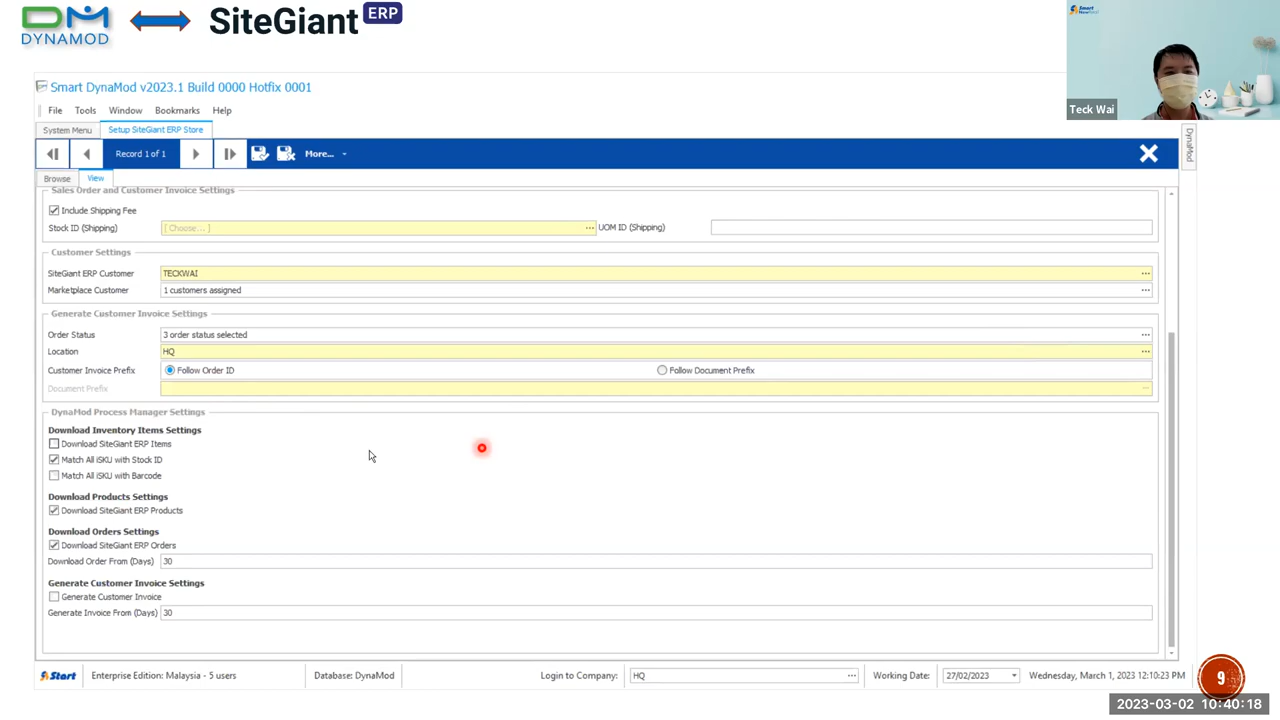 DM
DYNAMOD
SiteGiant ERP
Smart
Teck Wai
Smart DynaMod v2023.1 Build 0000 Hotfix 0001
File Tools Window Bookmarks Help
System Menu Setup SiteGiant ERP Store
DynaMod
Record 1 of 1 More...
Browse View
Sales Order and Customer Invoice Settings
Include Shipping Fee
Stock ID (Shipping) [ Choose... ] ... UOM ID (Shipping)
Customer Settings
SiteGiant ERP Customer TECKWAI ...
Marketplace Customer 1 customers assigned ...
Generate Customer Invoice Settings
Order Status 3 order status selected ...
Location HQ ...
Customer Invoice Prefix Follow Order ID Follow Document Prefix
Document Prefix ...
DynaMod Process Manager Settings
Download Inventory Items Settings
Download SiteGiant ERP Items
Match All iSKU with Stock ID
Match All iSKU with Barcode
Download Products Settings
Download SiteGiant ERP Products
Download Orders Settings
Download SiteGiant ERP Orders
Download Order From (Days) 30
Generate Customer Invoice Settings
Generate Customer Invoice
Generate Invoice From (Days) 30
Start Enterprise Edition: Malaysia - 5 users Database: DynaMod Login to Company: HQ ... Working Date: 27/02/2023 Wednesday, March 1, 2023 12:10:23 PM
9
2023-03-02 10:40:18